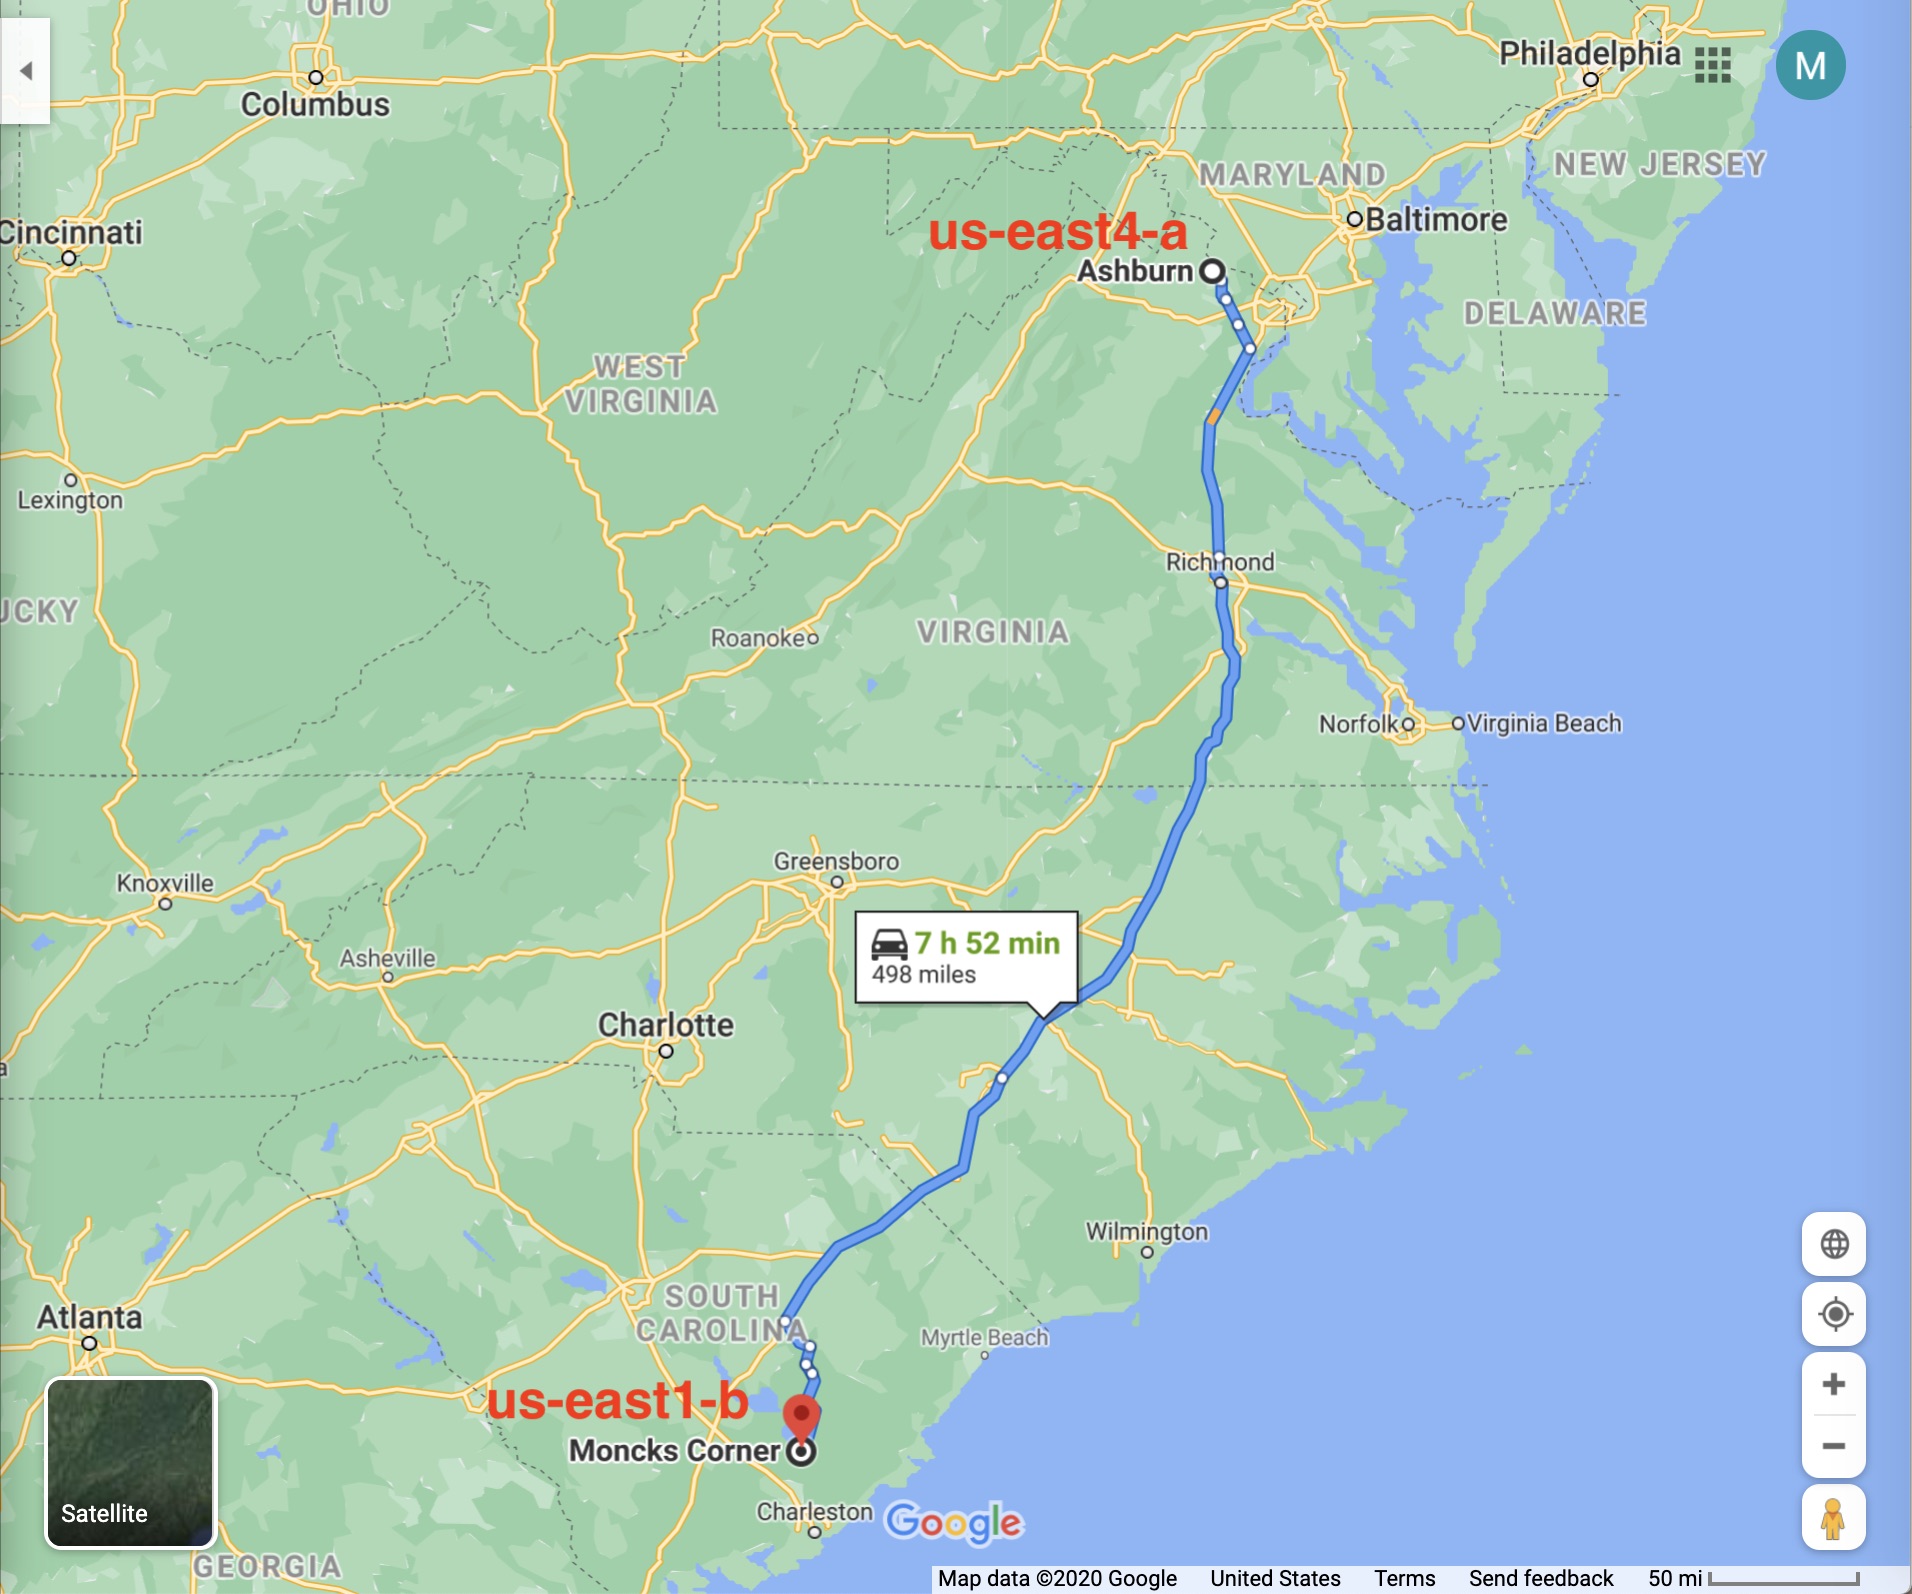 OHIO
Philadelphia
M
Columbus
MARYLAND
NEW JERSEY
Cincinnati
us-east4-a
Baltimore
Ashburn
DELAWARE
WEST
VIRGINIA
Lexington
Richmond
UCKY
Roanoke
VIRGINIA
Norfolk
Virginia Beach
Greensboro
Knoxville
7 h 52 min
498 miles
Asheville
Charlotte
a
Wilmington
SOUTH
CAROLINA
Atlanta
Myrtle Beach
us-east1-b
Moncks Corner
Satellite
Charleston
Google
GEORGIA
Map data ©2020 Google United States Terms Send feedback 50 mi